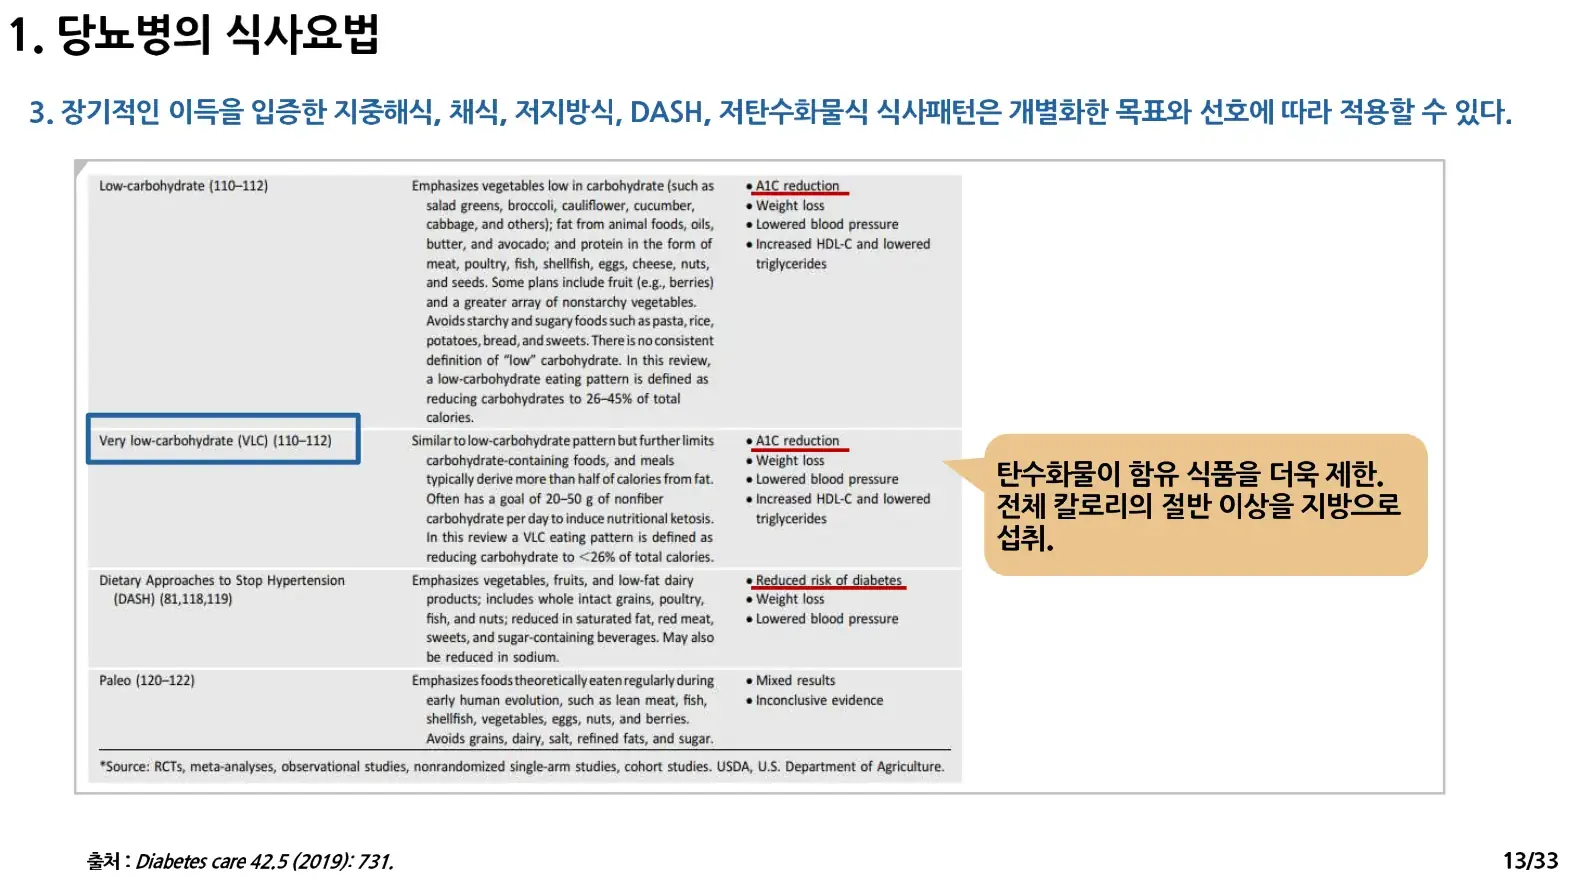 1. 당뇨병의 식사요법
3. 장기적인 이득을 입증한 지중해식, 채식, 저지방식, DASH, 저탄수화물식 식사패턴은 개별화한 목표와 선호에 따라 적용할 수 있다.
Low-carbohydrate (110–112)
Emphasizes vegetables low in carbohydrate (such as
salad greens, broccoli, cauliflower, cucumber,
cabbage, and others); fat from animal foods, oils,
butter, and avocado; and protein in the form of
meat, poultry, fish, shellfish, eggs, cheese, nuts,
and seeds. Some plans include fruit (e.g., berries)
and a greater array of nonstarchy vegetables.
Avoids starchy and sugary foods such as pasta, rice,
potatoes, bread, and sweets. There is no consistent
definition of “low” carbohydrate. In this review,
a low-carbohydrate eating pattern is defined as
reducing carbohydrates to 26–45% of total
calories.
• A1C reduction
• Weight loss
• Lowered blood pressure
• Increased HDL-C and lowered
triglycerides
Very low-carbohydrate (VLC) (110–112)
Similar to low-carbohydrate pattern but further limits
carbohydrate-containing foods, and meals
typically derive more than half of calories from fat.
Often has a goal of 20–50 g of nonfiber
carbohydrate per day to induce nutritional ketosis.
In this review a VLC eating pattern is defined as
reducing carbohydrate to <26% of total calories.
• A1C reduction
• Weight loss
• Lowered blood pressure
• Increased HDL-C and lowered
triglycerides
탄수화물이 함유 식품을 더욱 제한.
전체 칼로리의 절반 이상을 지방으로
섭취.
Dietary Approaches to Stop Hypertension
(DASH) (81,118,119)
Emphasizes vegetables, fruits, and low-fat dairy
products; includes whole intact grains, poultry,
fish, and nuts; reduced in saturated fat, red meat,
sweets, and sugar-containing beverages. May also
be reduced in sodium.
• Reduced risk of diabetes
• Weight loss
• Lowered blood pressure
Paleo (120–122)
Emphasizes foods theoretically eaten regularly during
early human evolution, such as lean meat, fish,
shellfish, vegetables, eggs, nuts, and berries.
Avoids grains, dairy, salt, refined fats, and sugar.
• Mixed results
• Inconclusive evidence
*Source: RCTs, meta-analyses, observational studies, nonrandomized single-arm studies, cohort studies. USDA, U.S. Department of Agriculture.
출처 : Diabetes care 42.5 (2019): 731.
13/33